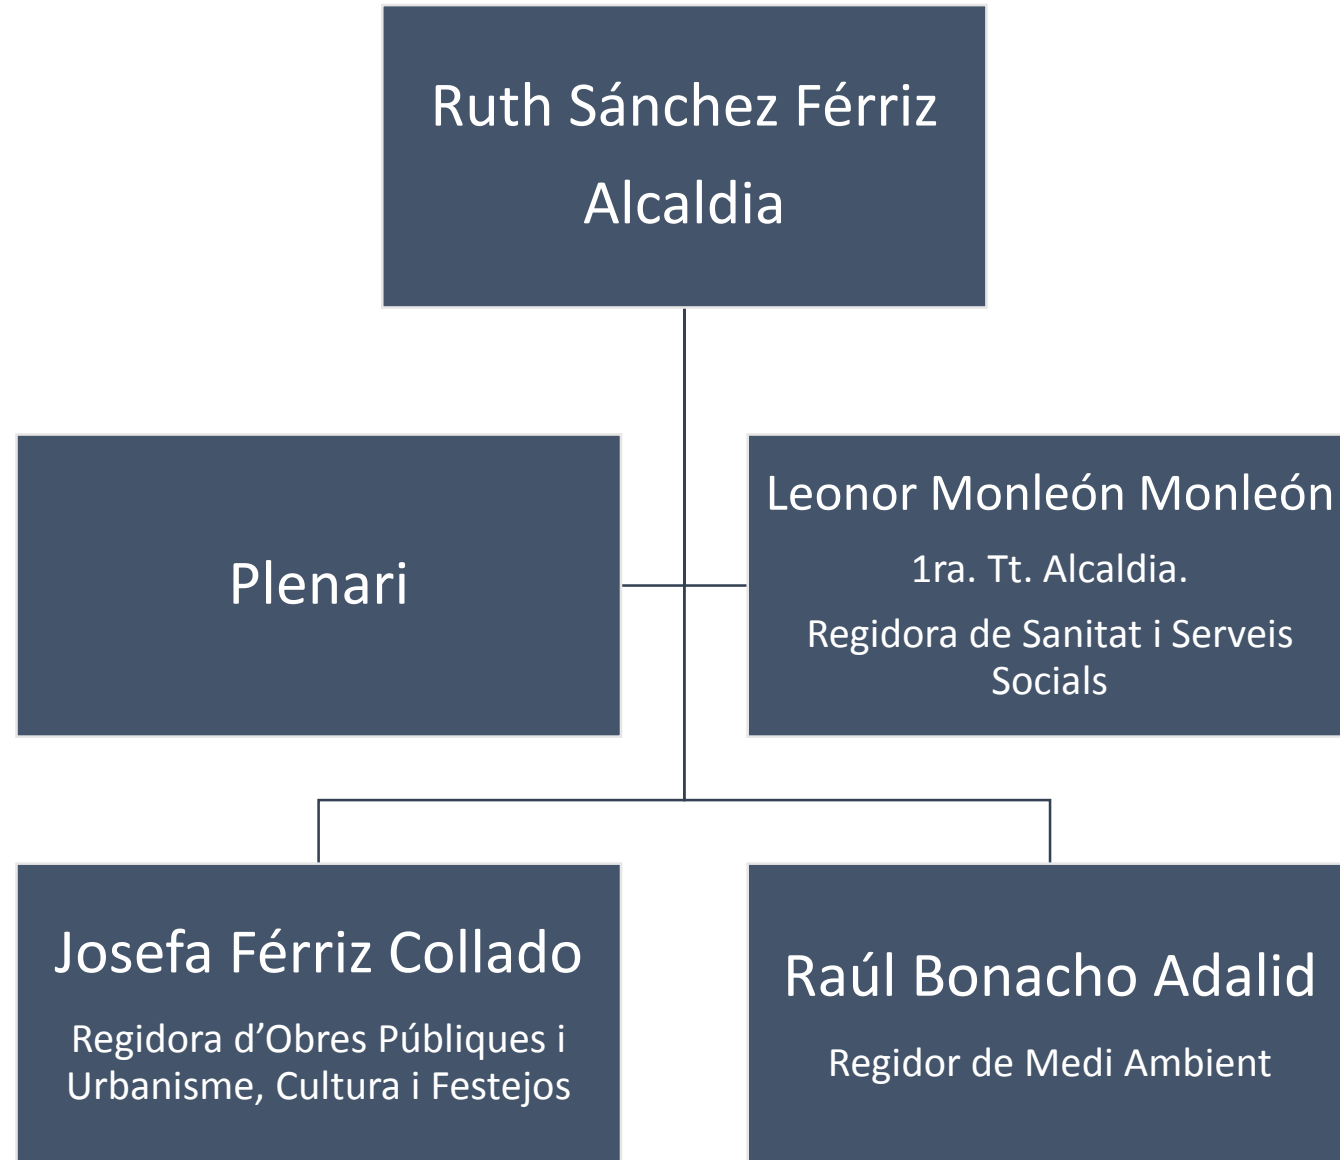 Ruth Sánchez Férriz
Alcaldia
Plenari
Leonor Monleón Monleón
1ra. Tt. Alcaldia.
Regidora de Sanitat i Serveis
Socials
Josefa Férriz Collado
Regidora d’Obres Públiques i
Urbanisme, Cultura i Festejos
Raúl Bonacho Adalid
Regidor de Medi Ambient